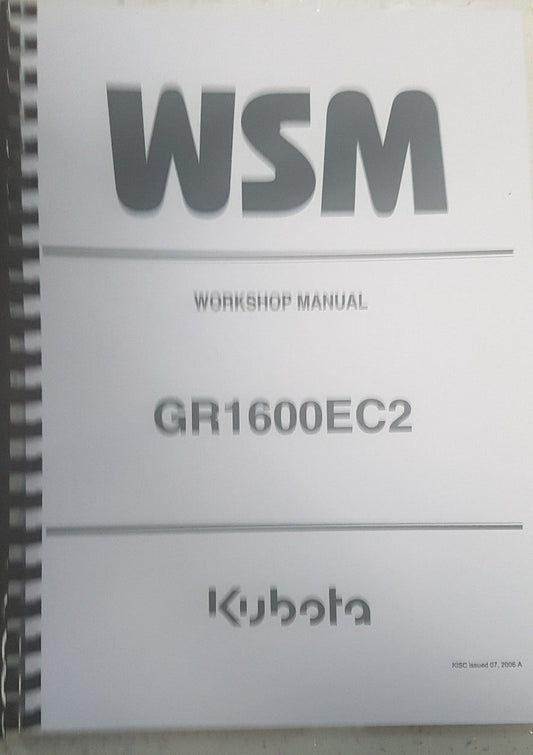 WSM
WORKSHOP MANUAL
GR1600EC2
Kubota
KISC issued 07, 2006 A